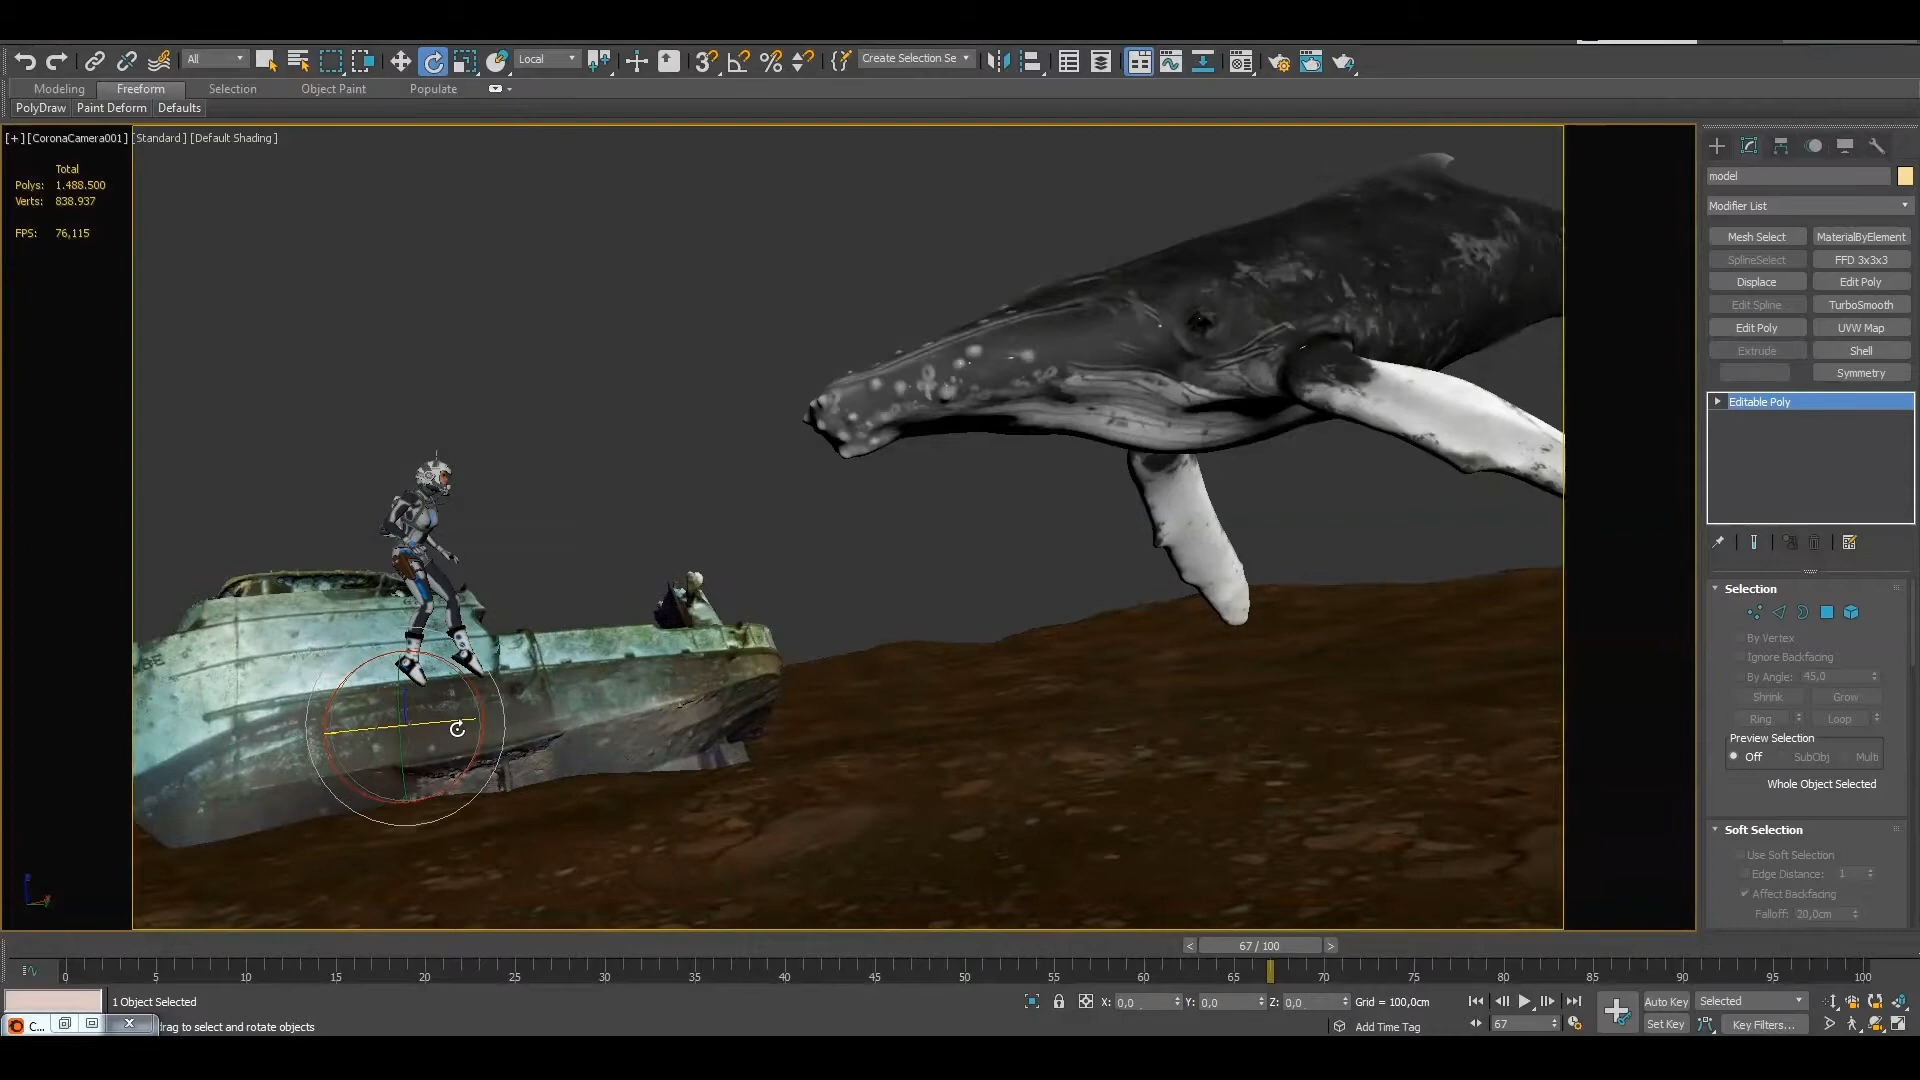 All
Local
3
Create Selection Se
Modeling
Freeform
Selection
Object Paint
Populate
PolyDraw
Paint Deform
Defaults
[+] [CoronaCamera001] [Standard] [Default Shading]
Total
Polys: 1.488.500
Verts: 838.937
FPS: 76,115
model
Modifier List
Mesh Select
MaterialByElement
SplineSelect
FFD 3x3x3
Displace
Edit Poly
Edit Spline
TurboSmooth
Edit Poly
UVW Map
Extrude
Shell
Symmetry
Editable Poly
Selection
By Vertex
Ignore Backfacing
By Angle: 45,0
Shrink
Grow
Ring
Loop
Preview Selection
Off
SubObj
Multi
Whole Object Selected
Soft Selection
Use Soft Selection
Edge Distance: 1
Affect Backfacing
Falloff: 20,0cm
< 67 / 100 >
0 5 10 15 20 25 30 35 40 45 50 55 60 65 70 75 80 85 90 95 100
1 Object Selected
X: 0,0 Y: 0,0 Z: 0,0 Grid = 100,0cm
Auto Key
Selected
C...
drag to select and rotate objects
Add Time Tag
67
Set Key
Key Filters...